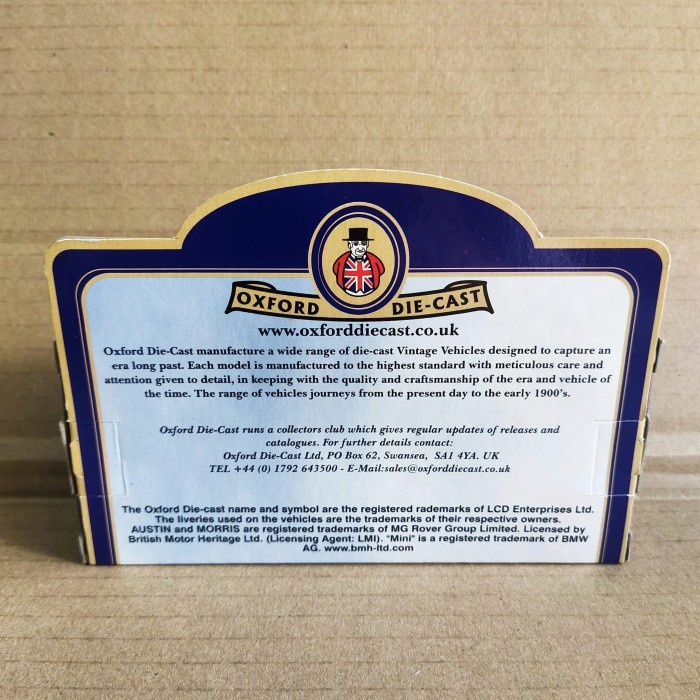 OXFORD DIE-CAST
www.oxforddiecast.co.uk
Oxford Die-Cast manufacture a wide range of die-cast Vintage Vehicles designed to capture an
era long past. Each model is manufactured to the highest standard with meticulous care and
attention given to detail, in keeping with the quality and craftsmanship of the era and vehicle of
the time. The range of vehicles journeys from the present day to the early 1900's.
Oxford Die-Cast runs a collectors club which gives regular updates of releases and
catalogues. For further details contact:
Oxford Die-Cast Ltd, PO Box 62, Swansea, SA1 4YA. UK
TEL +44 (0) 1792 643500 - E-Mail:sales@oxforddiecast.co.uk
The Oxford Die-cast name and symbol are the registered rademarks of LCD Enterprises Ltd.
The liveries used on the vehicles are the trademarks of their respective owners.
AUSTIN and MORRIS are registered trademarks of MG Rover Group Limited. Licensed by
British Motor Heritage Ltd. (Licensing Agent: LMI). "Mini" is a registered trademark of BMW
AG. www.bmh-ltd.com